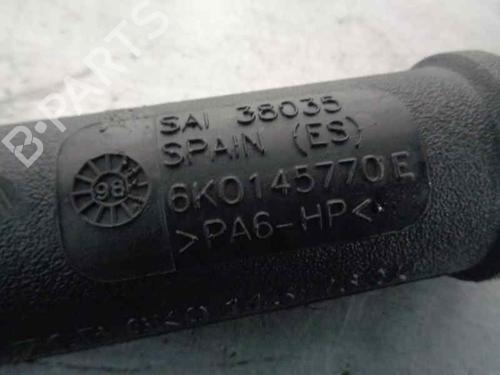 B-PARTS
SAI 38035
SPAIN (ES)
98
6K0145770E
>PA6-HP<